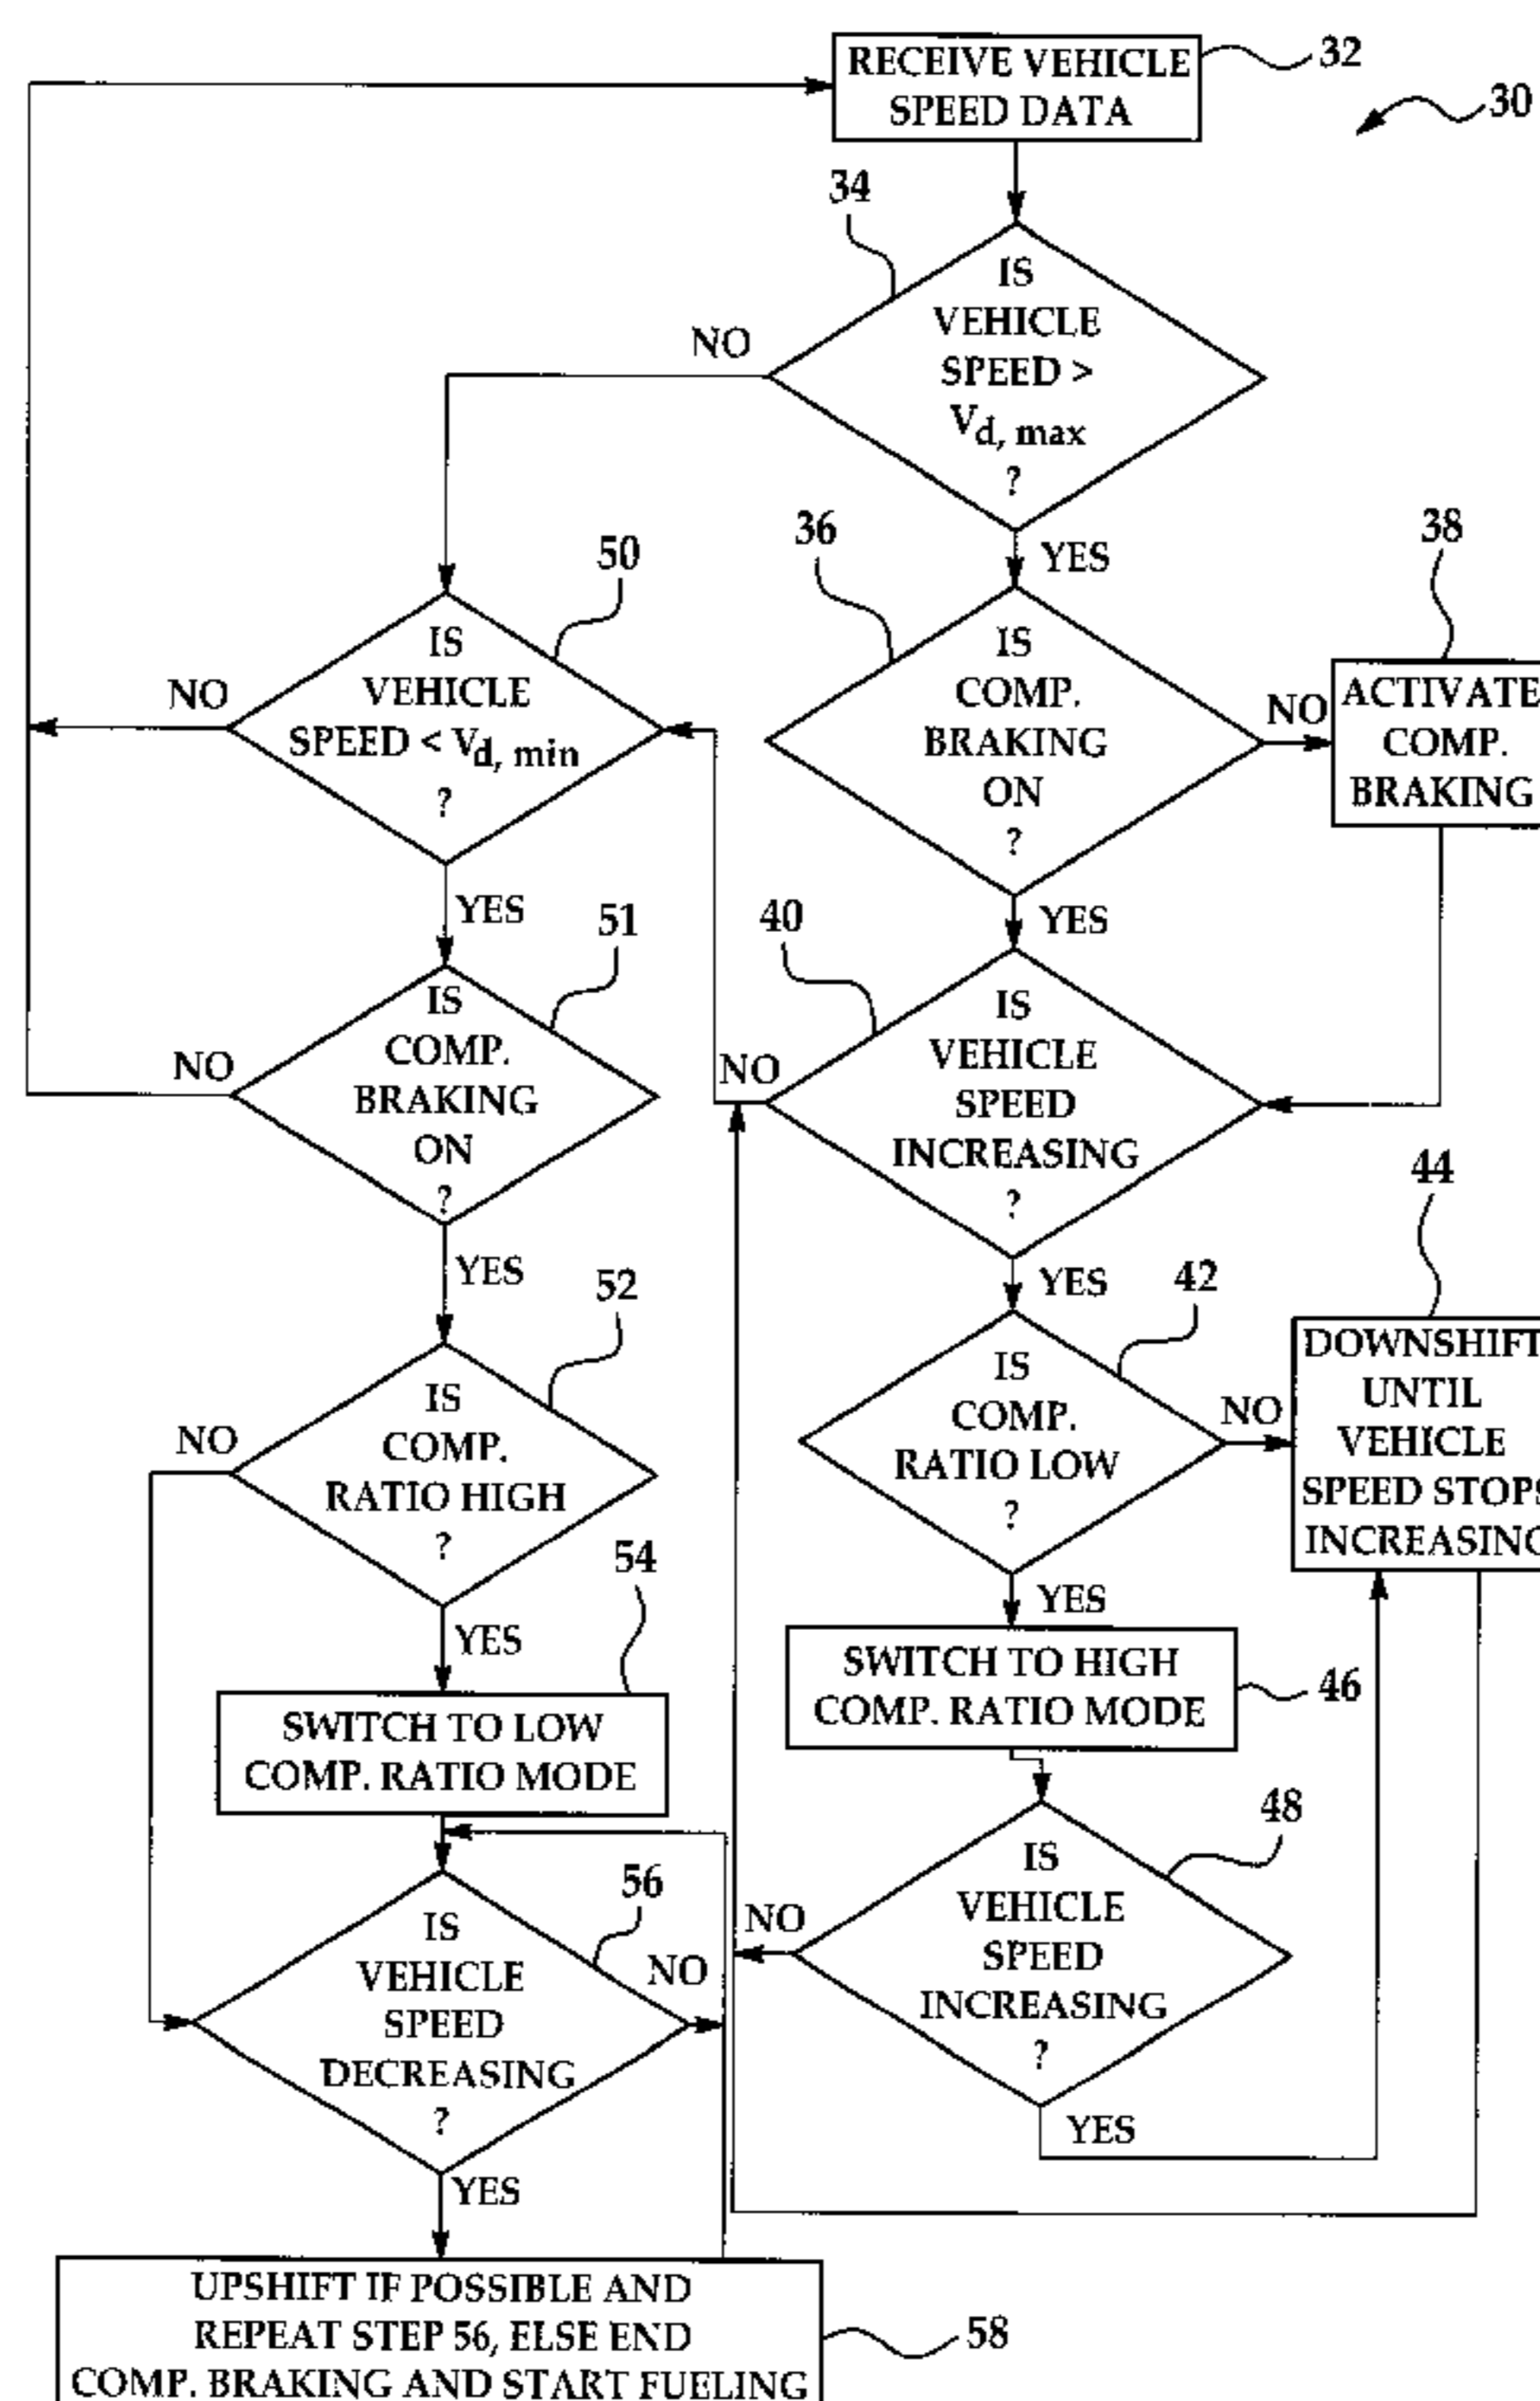 RECEIVE VEHICLE
SPEED DATA
32
30
34
IS
VEHICLE
SPEED >
Vd, max
?
NO
YES
36
IS
COMP.
BRAKING
ON
?
NO
YES
38
ACTIVATE
COMP.
BRAKING
50
IS
VEHICLE
SPEED < Vd, min
?
NO
YES
40
IS
VEHICLE
SPEED
INCREASING
?
NO
YES
51
IS
COMP.
BRAKING
ON
?
NO
YES
42
IS
COMP.
RATIO LOW
?
NO
YES
44
DOWNSHIFT
UNTIL
VEHICLE
SPEED STOPS
INCREASING
52
IS
COMP.
RATIO HIGH
?
NO
YES
46
SWITCH TO HIGH
COMP. RATIO MODE
54
SWITCH TO LOW
COMP. RATIO MODE
48
IS
VEHICLE
SPEED
INCREASING
?
NO
YES
56
IS
VEHICLE
SPEED
DECREASING
?
NO
YES
UPSHIFT IF POSSIBLE AND
REPEAT STEP 56, ELSE END
COMP. BRAKING AND START FUELING
58